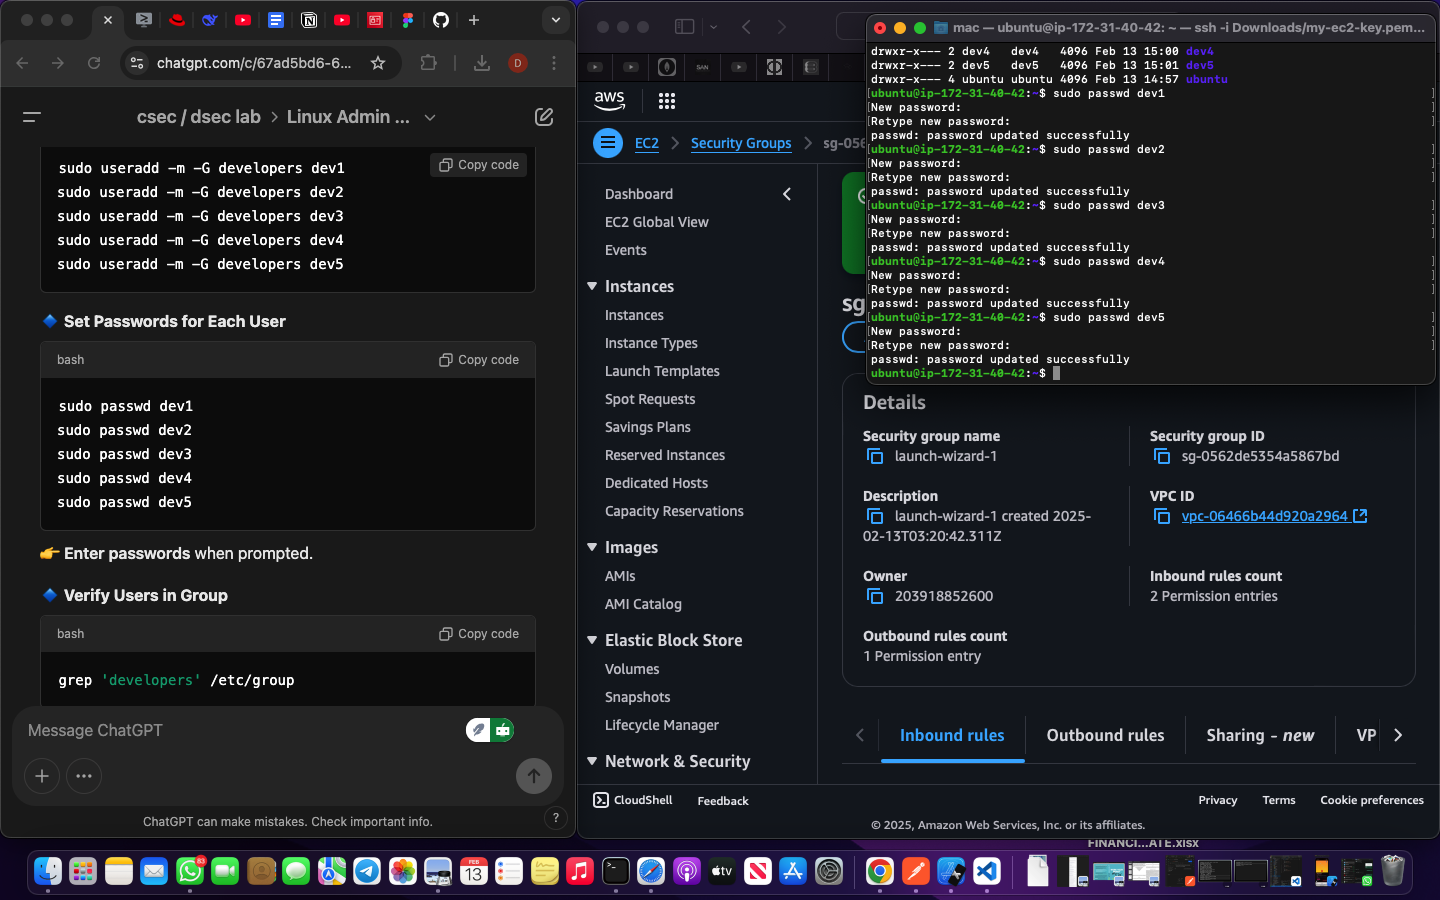 chatgpt.com/c/67ad5bd6-6...
D
csec / dsec lab > Linux Admin ...
sudo useradd -m -G developers dev1
Copy code
sudo useradd -m -G developers dev2
sudo useradd -m -G developers dev3
sudo useradd -m -G developers dev4
sudo useradd -m -G developers dev5
Set Passwords for Each User
bash
Copy code
sudo passwd dev1
sudo passwd dev2
sudo passwd dev3
sudo passwd dev4
sudo passwd dev5
Enter passwords when prompted.
Verify Users in Group
bash
Copy code
grep 'developers' /etc/group
Message ChatGPT
ChatGPT can make mistakes. Check important info.
?
SAN
aws
EC2 > Security Groups > sg-056
Dashboard
EC2 Global View
Events
Instances
Instances
Instance Types
Launch Templates
Spot Requests
Savings Plans
Reserved Instances
Dedicated Hosts
Capacity Reservations
Images
AMIs
AMI Catalog
Elastic Block Store
Volumes
Snapshots
Lifecycle Manager
Network & Security
sg
Details
Security group name
launch-wizard-1
Security group ID
sg-0562de5354a5867bd
Description
launch-wizard-1 created 2025-
02-13T03:20:42.311Z
VPC ID
vpc-06466b44d920a2964
Owner
203918852600
Inbound rules count
2 Permission entries
Outbound rules count
1 Permission entry
Inbound rules
Outbound rules
Sharing - new
VP
CloudShell
Feedback
Privacy
Terms
Cookie preferences
© 2025, Amazon Web Services, Inc. or its affiliates.
mac — ubuntu@ip-172-31-40-42: ~ — ssh -i Downloads/my-ec2-key.pem...
drwxr-x--- 2 dev4   dev4   4096 Feb 13 15:00 dev4
drwxr-x--- 2 dev5   dev5   4096 Feb 13 15:01 dev5
drwxr-x--- 4 ubuntu ubuntu 4096 Feb 13 14:57 ubuntu
[ubuntu@ip-172-31-40-42:~$ sudo passwd dev1 ]
[New password: ]
[Retype new password: ]
passwd: password updated successfully
[ubuntu@ip-172-31-40-42:~$ sudo passwd dev2 ]
[New password: ]
[Retype new password: ]
passwd: password updated successfully
[ubuntu@ip-172-31-40-42:~$ sudo passwd dev3 ]
[New password: ]
[Retype new password: ]
passwd: password updated successfully
[ubuntu@ip-172-31-40-42:~$ sudo passwd dev4 ]
[New password: ]
[Retype new password: ]
passwd: password updated successfully
[ubuntu@ip-172-31-40-42:~$ sudo passwd dev5 ]
[New password: ]
[Retype new password: ]
passwd: password updated successfully
ubuntu@ip-172-31-40-42:~$
FINANCI...ATE.xlsx
83
FEB
13
tv